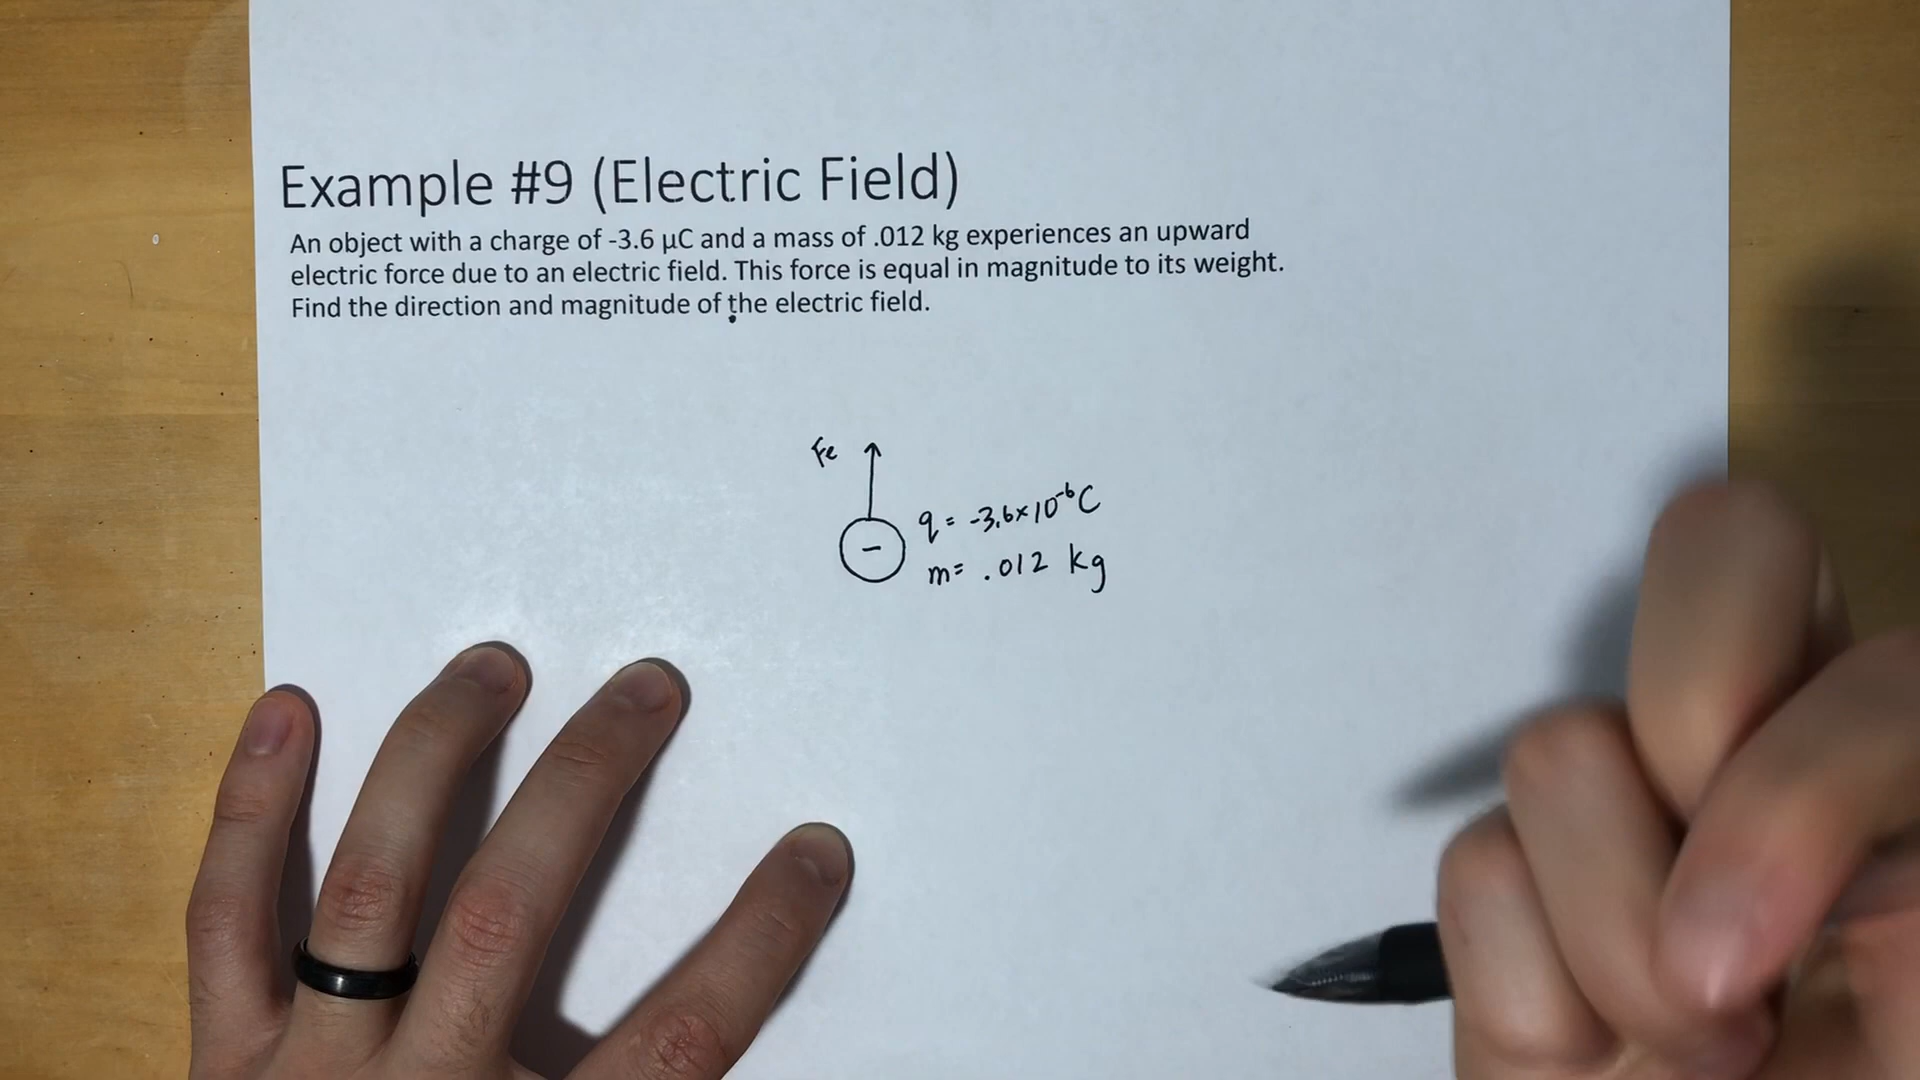 Example #9 (Electric Field)
An object with a charge of -3.6 μC and a mass of .012 kg experiences an upward
electric force due to an electric field. This force is equal in magnitude to its weight.
Find the direction and magnitude of the electric field.
Fe
−
q = -3.6×10⁻⁶C
m= .012 kg